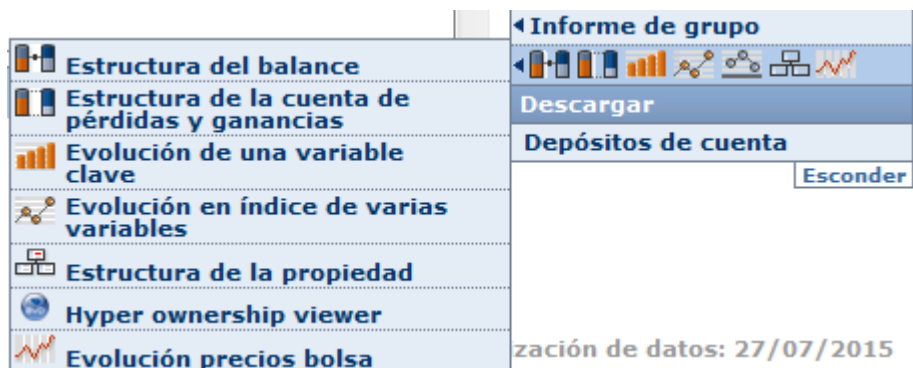 Estructura del balance
Estructura de la cuenta de
pérdidas y ganancias
Evolución de una variable
clave
Evolución en índice de varias
variables
Estructura de la propiedad
Hyper ownership viewer
Evolución precios bolsa
Informe de grupo
Descargar
Depósitos de cuenta
Esconder
zación de datos: 27/07/2015